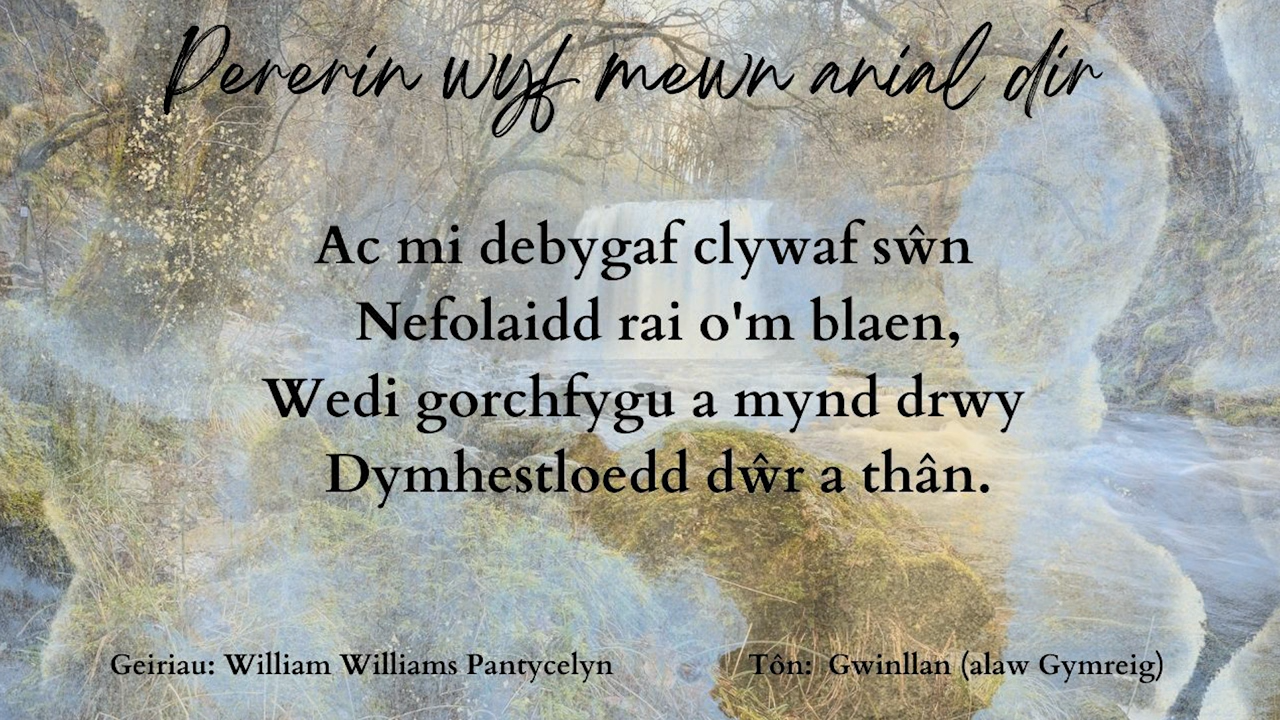 Pererin wyf mewn anial dir
Ac mi debygaf clywaf sŵn
Nefolaidd rai o'm blaen,
Wedi gorchfygu a mynd drwy
Dymhestloedd dŵr a thân.
Geiriau: William Williams Pantycelyn
Tôn: Gwinllan (alaw Gymreig)